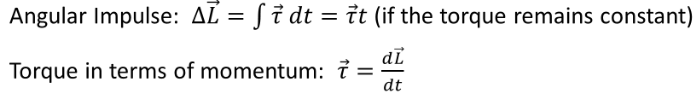 Angular Impulse: ΔL⃗ = ∫ τ⃗ dt = τ⃗t (if the torque remains constant)
Torque in terms of momentum: τ⃗ = dL⃗/dt